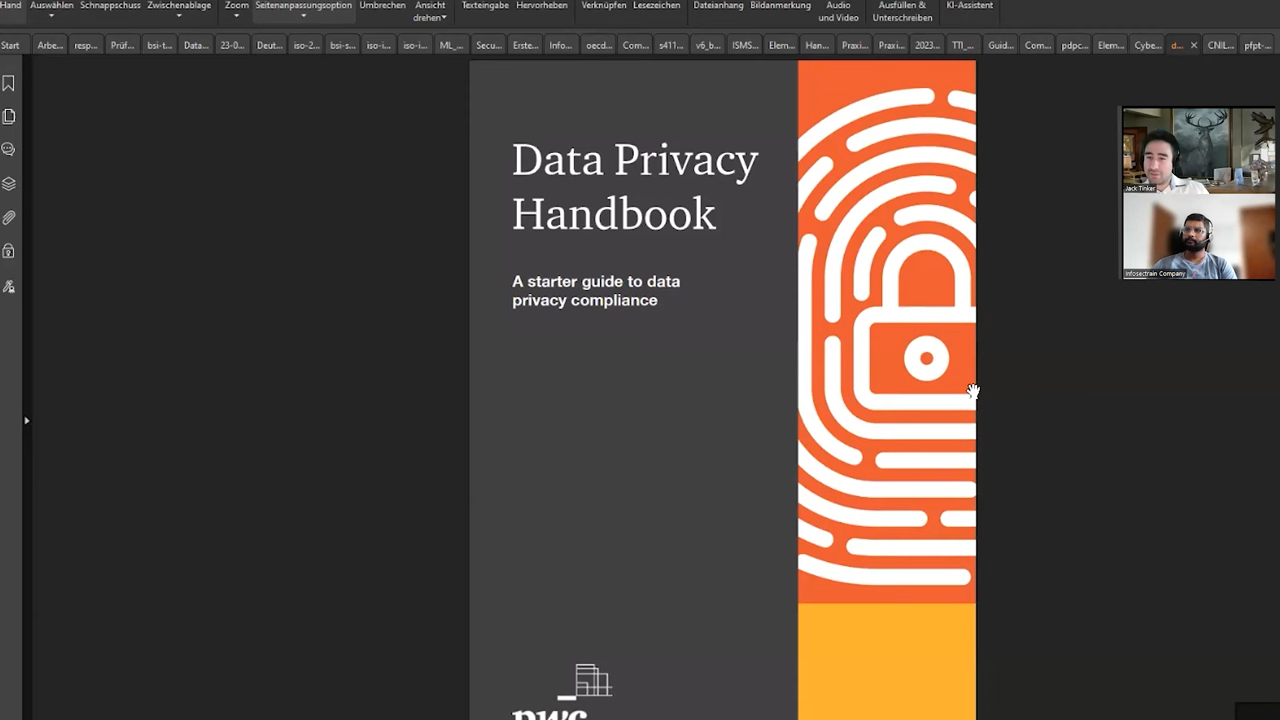 Hand Auswählen Schnappschuss Zwischenablage Zoom Seitenanpassungsoption Umbrechen Ansicht drehen Texteingabe Hervorheben Verknüpfen Lesezeichen Dateianhang Bildanmerkung Audio und Video Ausfüllen & Unterschreiben KI-Assistent
Start Arbe... resp... Prüf... bsi-t... Data... 23-0... Deut... iso-2... bsi-s... iso-i... iso-i... ML_... Secu... Erste... Info... oecd... Com... s411... v6_b... ISMS... Elem... Han... Praxi... Praxi... 2023... TTI_... Guid... Com... pdpc... Elem... Cybe... d... CNIL... pfpt-...
Data Privacy
Handbook
A starter guide to data
privacy compliance
pwc
Jack Tinker
Infosectrain Company